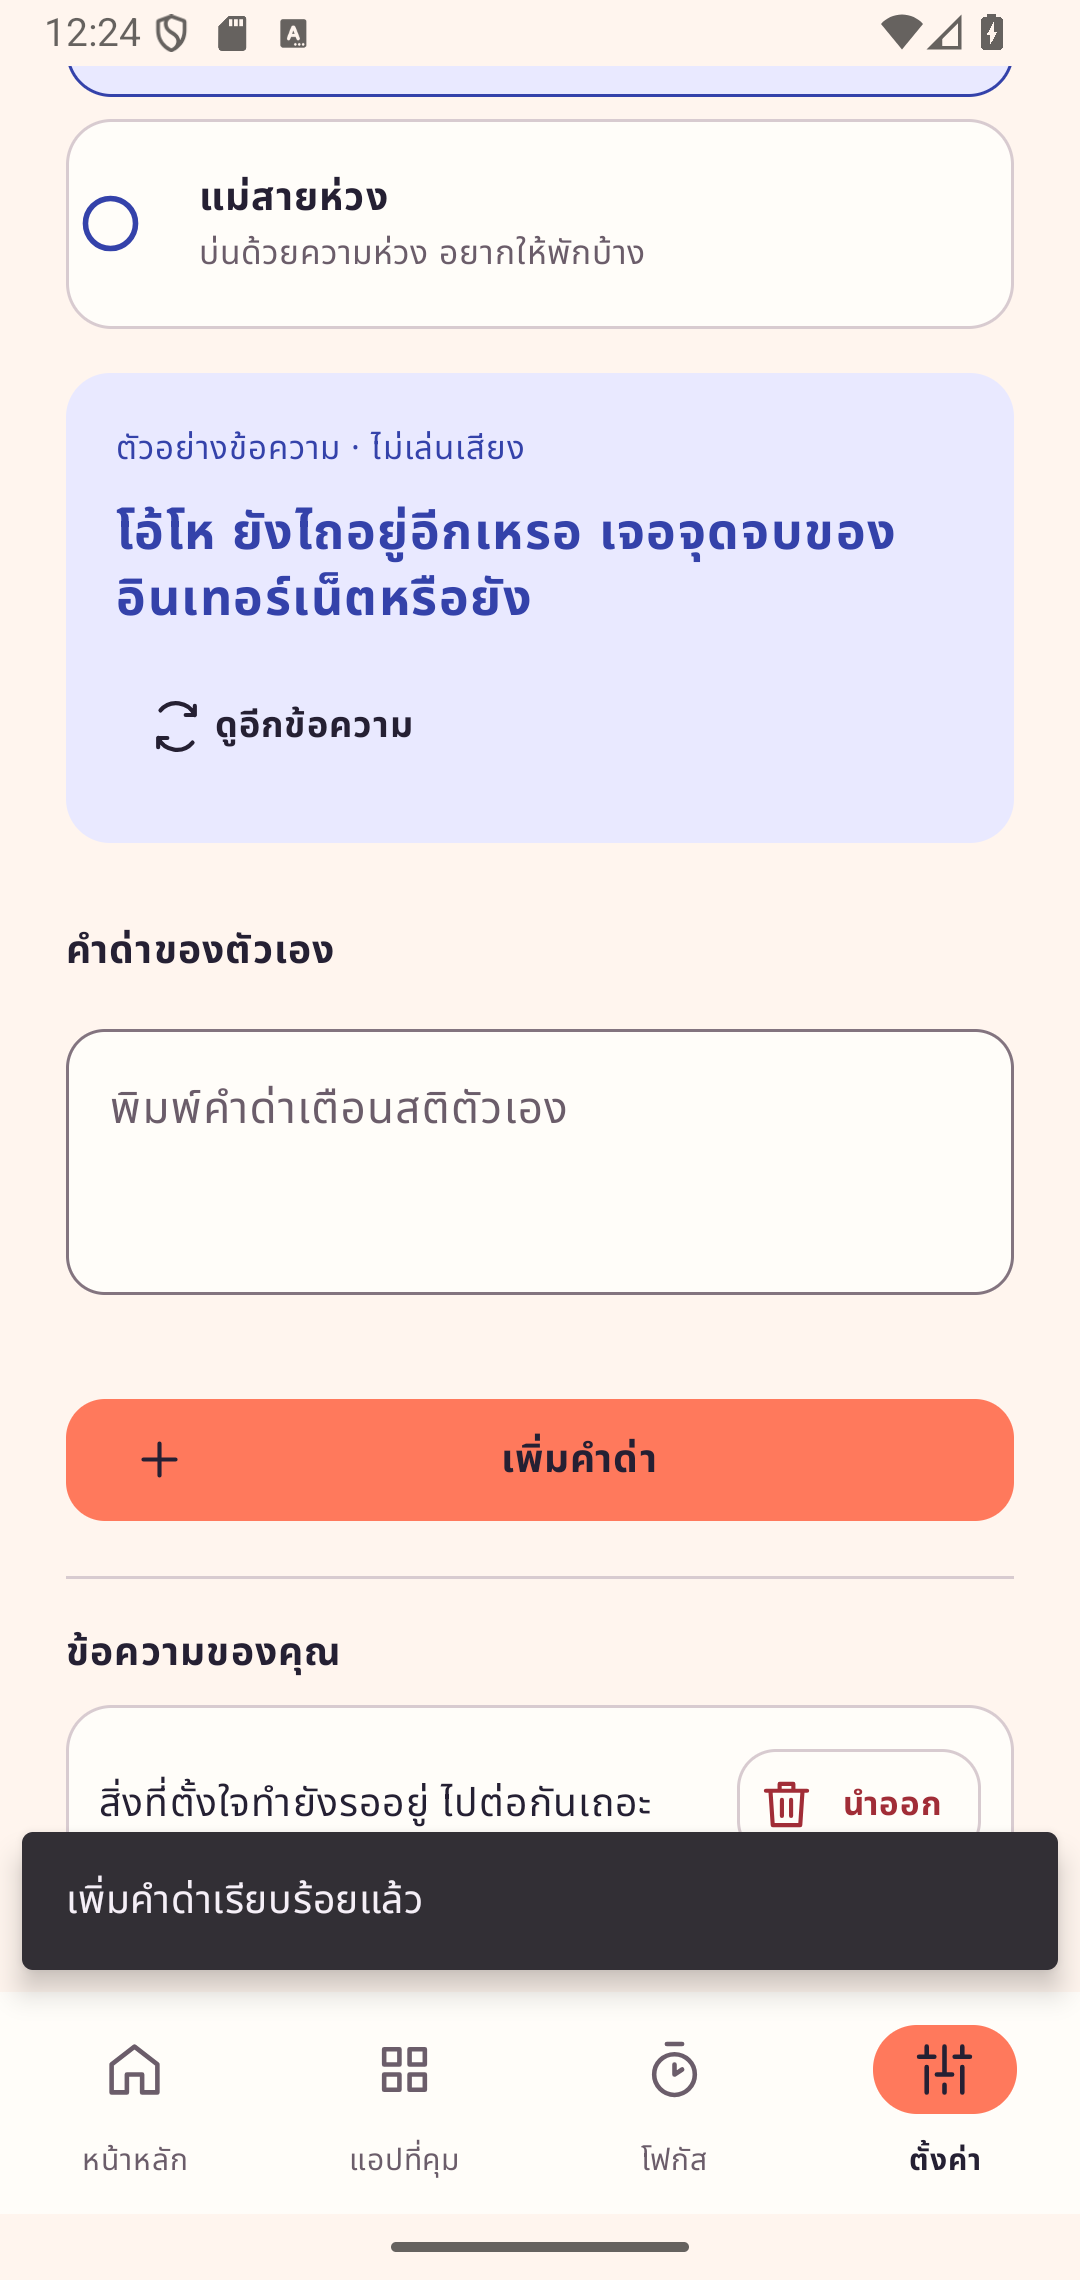 12:24
แม่สายห่วง
บ่นด้วยความห่วง อยากให้พักบ้าง
ตัวอย่างข้อความ · ไม่เล่นเสียง
โอ้โห ยังไถอยู่อีกเหรอ เจอจุดจบของ
อินเทอร์เน็ตหรือยัง
ดูอีกข้อความ
คำด่าของตัวเอง
พิมพ์คำด่าเตือนสติตัวเอง
เพิ่มคำด่า
ข้อความของคุณ
สิ่งที่ตั้งใจทำยังรออยู่ ไปต่อกันเถอะ
นำออก
เพิ่มคำด่าเรียบร้อยแล้ว
หน้าหลัก
แอปที่คุม
โฟกัส
ตั้งค่า